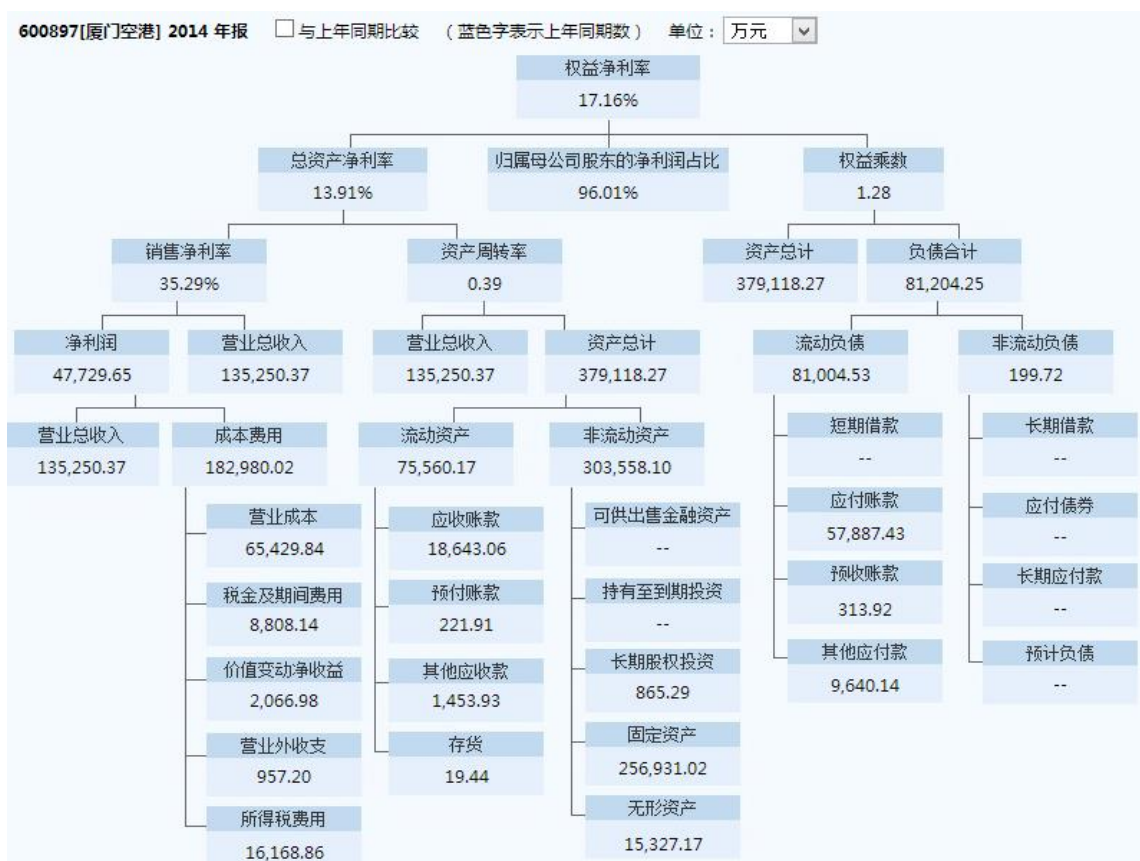 600897[厦门空港] 2014 年报 与上年同期比较 (蓝色字表示上年同期数) 单位: 万元
权益净利率
17.16%
总资产净利率 归属母公司股东的净利润占比 权益乘数
13.91% 96.01% 1.28
销售净利率 资产周转率 资产总计 负债合计
35.29% 0.39 379,118.27 81,204.25
净利润 营业总收入 营业总收入 资产总计 流动负债 非流动负债
47,729.65 135,250.37 135,250.37 379,118.27 81,004.53 199.72
营业总收入 成本费用 流动资产 非流动资产
135,250.37 182,980.02 75,560.17 303,558.10
短期借款 长期借款
-- --
营业成本 应收账款 可供出售金融资产 应付账款 应付债券
65,429.84 18,643.06 -- 57,887.43 --
税金及期间费用 预付账款 持有至到期投资 预收账款 长期应付款
8,808.14 221.91 -- 313.92 --
价值变动净收益 其他应收款 长期股权投资 其他应付款 预计负债
2,066.98 1,453.93 865.29 9,640.14 --
营业外收支 存货 固定资产
957.20 19.44 256,931.02
所得税费用 无形资产
16,168.86 15,327.17